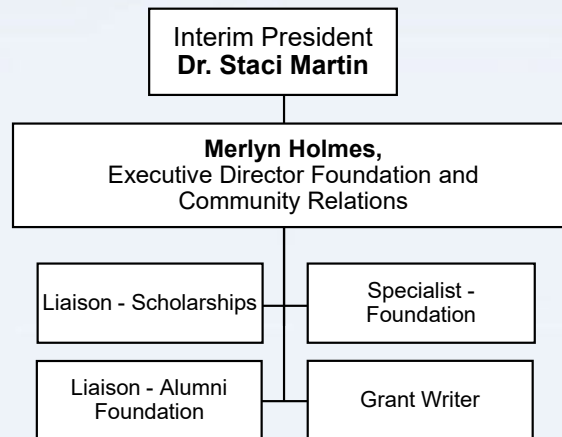 Interim President
Dr. Staci Martin
Merlyn Holmes,
Executive Director Foundation and
Community Relations
Liaison - Scholarships
Specialist -
Foundation
Liaison - Alumni
Foundation
Grant Writer